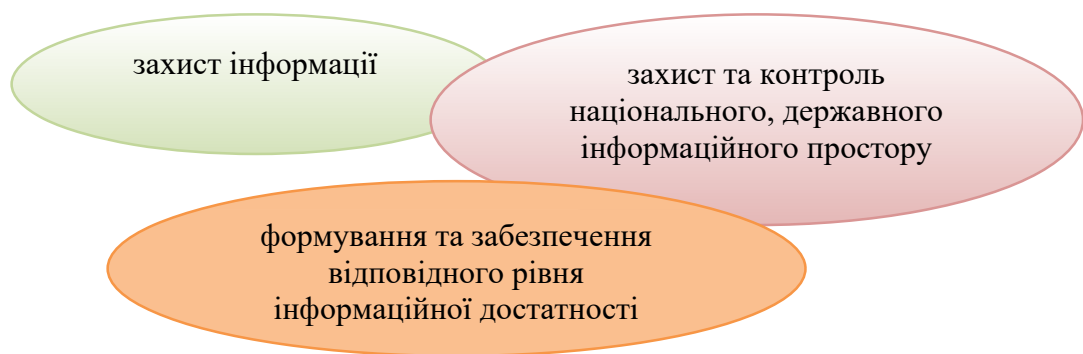 захист інформації
захист та контроль
національного, державного
інформаційного простору
формування та забезпечення
відповідного рівня
інформаційної достатності